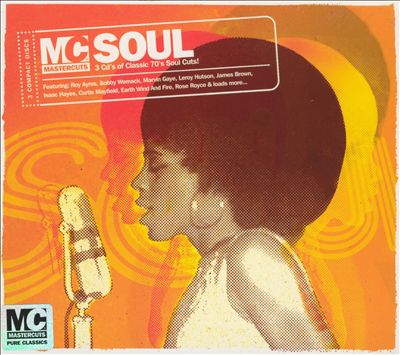 3 COMPACT DISCS
MC SOUL
MASTERCUTS
3 Cd's of Classic 70's Soul Cuts!
Featuring: Roy Ayres, Bobby Womack, Marvin Gaye, Leroy Hutson, James Brown,
Isaac Hayes, Curtis Mayfield, Earth Wind And Fire, Rose Royce & loads more...
SOUL
MC
MASTERCUTS
PURE CLASSICS